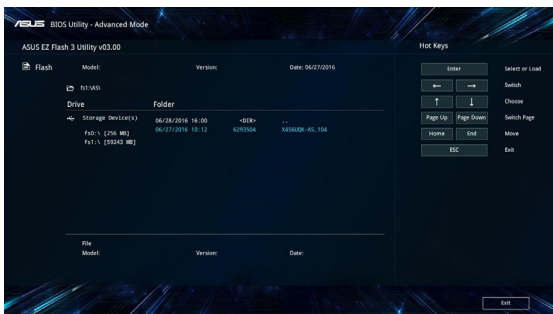 ASUS BIOS Utility - Advanced Mode
ASUS EZ Flash 3 Utility v03.00
Hot Keys
Flash Model: Version: Date: 06/27/2016
Enter Select or Load
fs1:\AS\
← → Switch
Drive Folder
↑ ↓ Choose
Storage Device(s) 06/28/2016 16:00 <DIR> ..
Page Up Page Down Switch Page
fs0:\ [256 MB] 06/27/2016 10:12 6293504 X456UQK-AS.104
Home End Move
fs1:\ [59243 MB]
ESC Exit
File
Model: Version: Date:
Exit